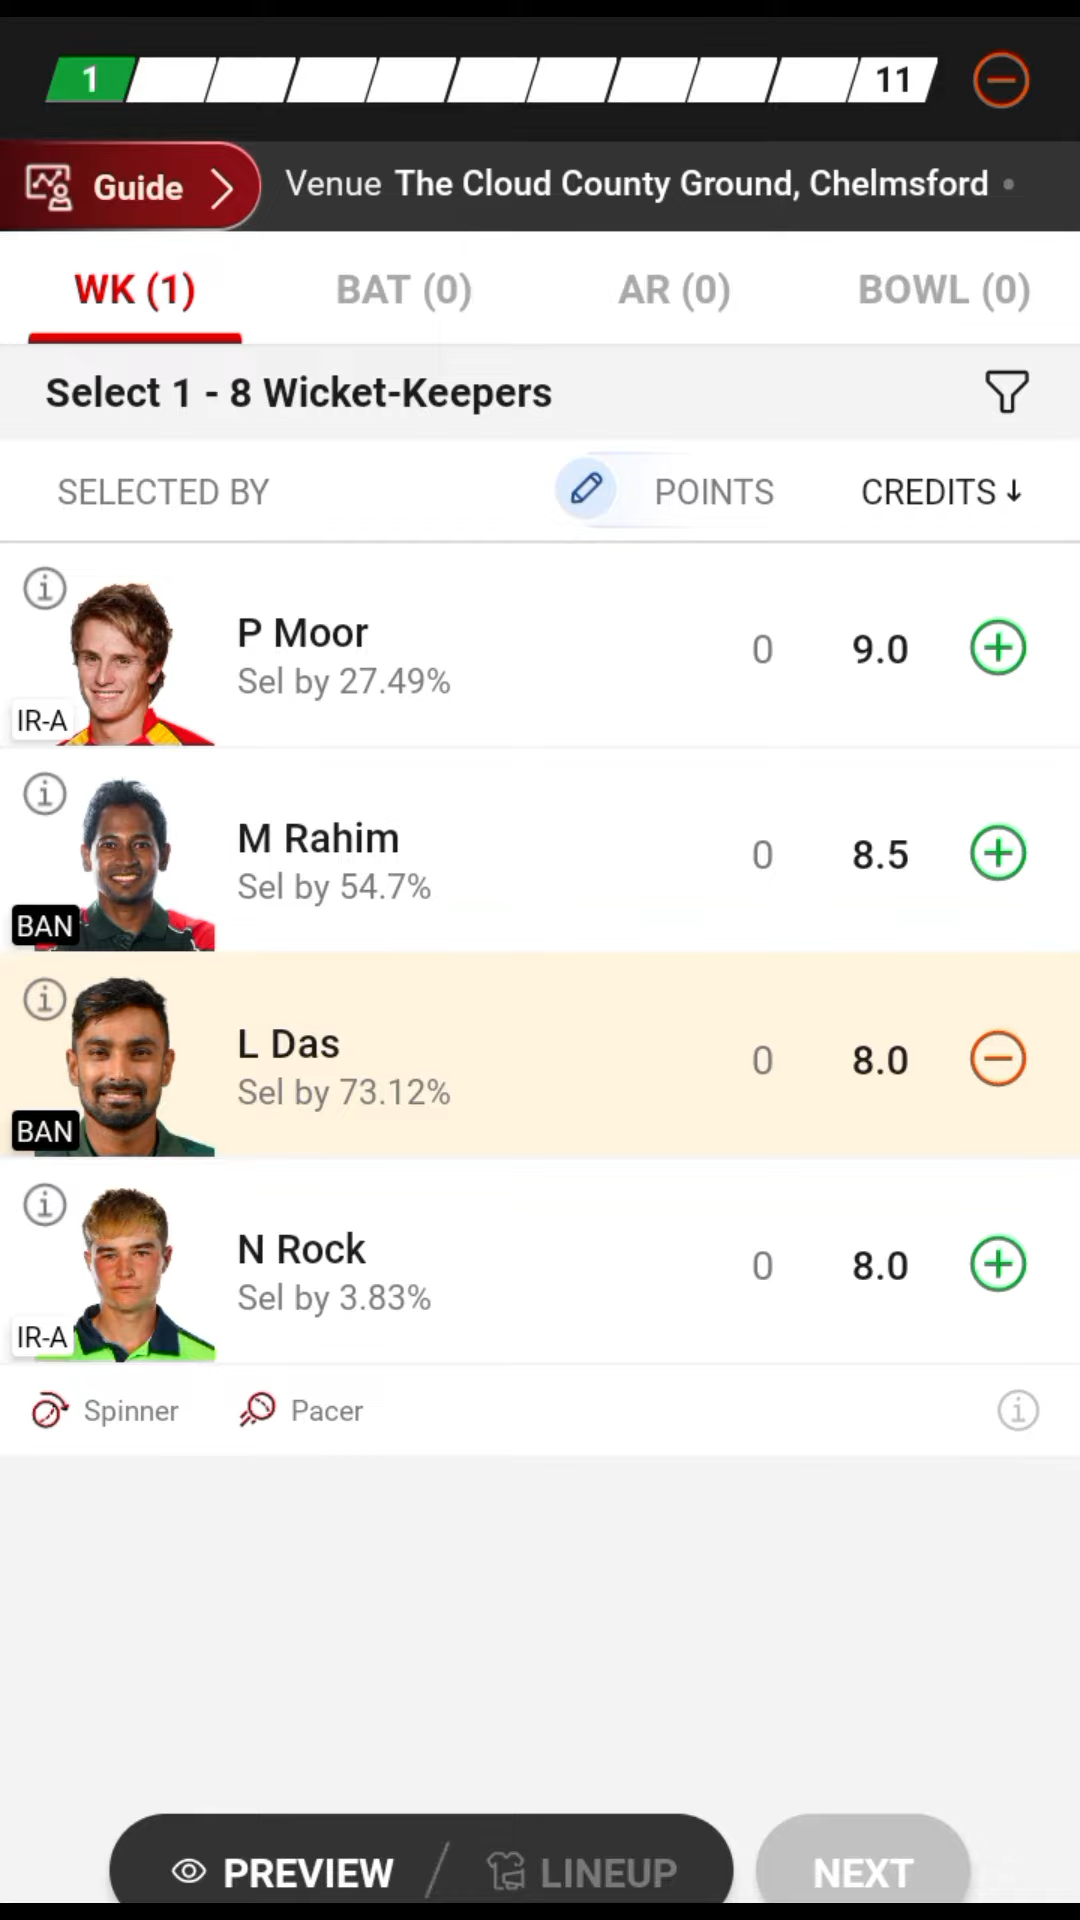 1 11
Guide Venue The Cloud County Ground, Chelmsford
WK (1) BAT (0) AR (0) BOWL (0)
Select 1 - 8 Wicket-Keepers
SELECTED BY POINTS CREDITS↓
P Moor
Sel by 27.49%
0 9.0
IR-A
M Rahim
Sel by 54.7%
0 8.5
BAN
L Das
Sel by 73.12%
0 8.0
BAN
N Rock
Sel by 3.83%
0 8.0
IR-A
Spinner Pacer
PREVIEW LINEUP NEXT